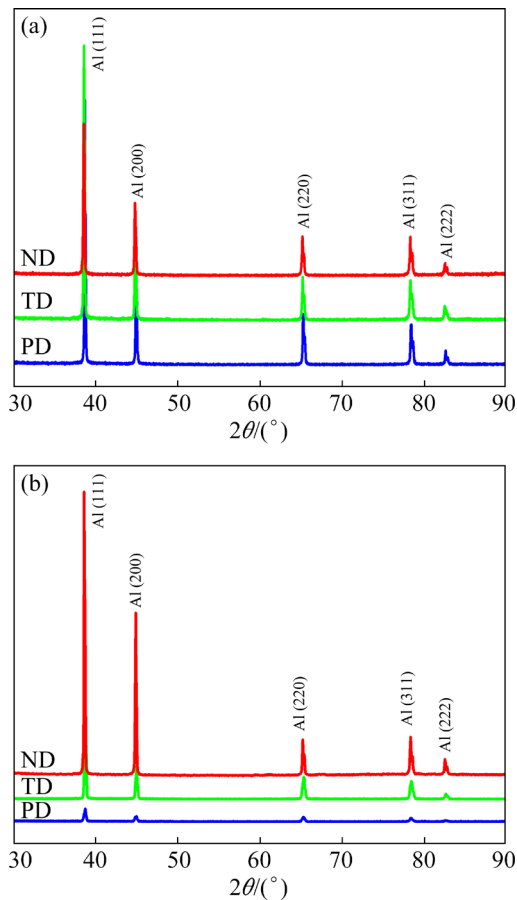 (a)
Al (111)
Al (200)
Al (220)
Al (311)
Al (222)
ND
TD
PD
30 40 50 60 70 80 90
2θ/(°)
(b)
Al (111)
Al (200)
Al (220)
Al (311)
Al (222)
ND
TD
PD
30 40 50 60 70 80 90
2θ/(°)